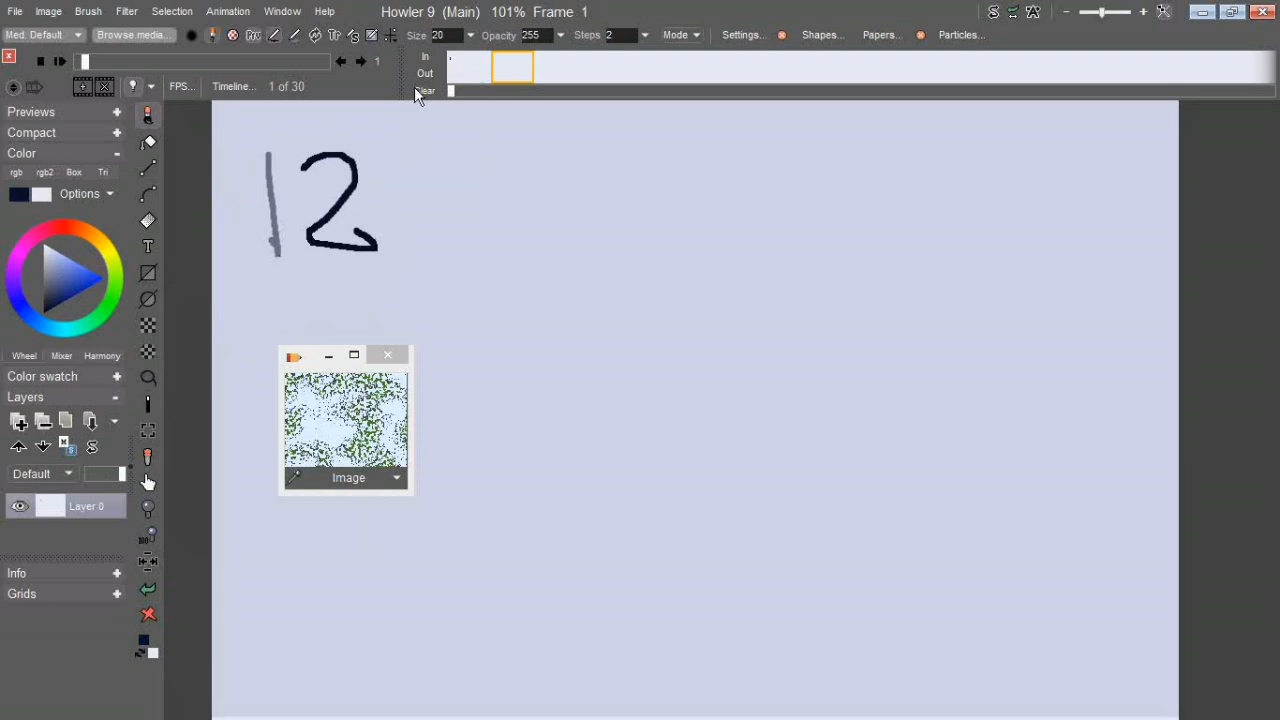 File Image Brush Filter Selection Animation Window Help Howler 9 (Main) 101% Frame 1
Med. Default Browse media... Size 20 Opacity 255 Steps 2 Mode Settings... Shapes... Papers... Particles...
1 In
Out
FPS... Timeline... 1 of 30 Clear
Previews
Compact
Color
rgb rgb2 Box Tri
Options
12
Wheel Mixer Harmony
Color swatch
Layers
Default
Image
Layer 0
Info
Grids